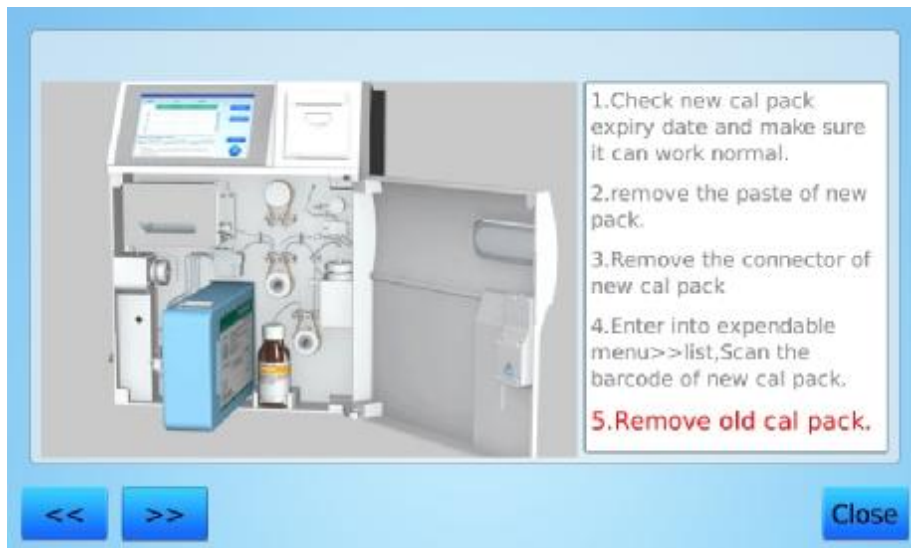 1.Check new cal pack
expiry date and make sure
it can work normal.
2.remove the paste of new
pack.
3.Remove the connector of
new cal pack
4.Enter into expendable
menu>>list,Scan the
barcode of new cal pack.
5.Remove old cal pack.
<<
>>
Close